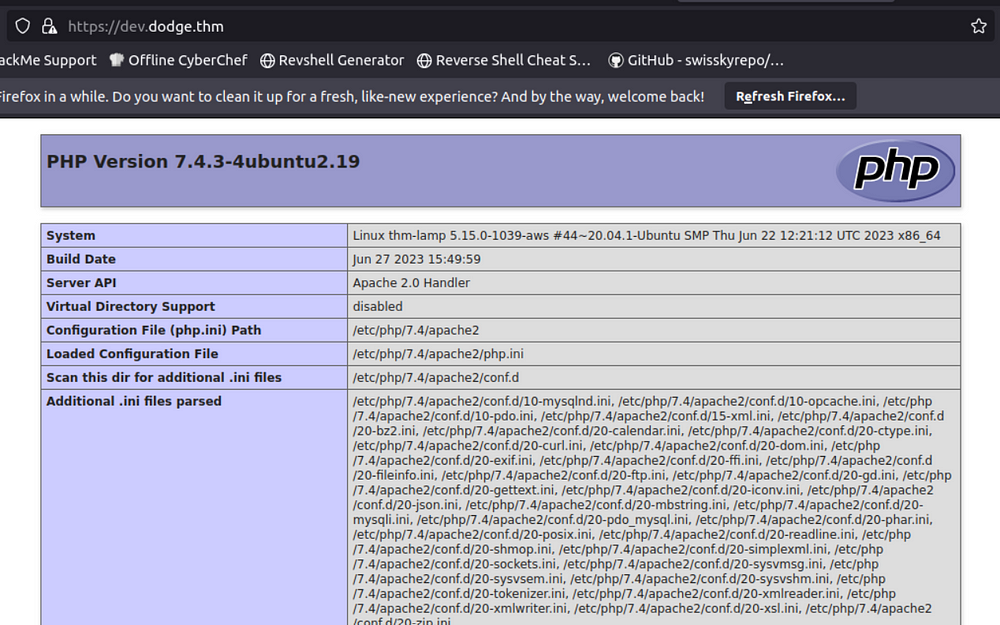 https://dev.dodge.thm
ackMe Support Offline CyberChef Revshell Generator Reverse Shell Cheat S... GitHub - swisskyrepo/...
Firefox in a while. Do you want to clean it up for a fresh, like-new experience? And by the way, welcome back! Refresh Firefox...
PHP Version 7.4.3-4ubuntu2.19 php
System Linux thm-lamp 5.15.0-1039-aws #44~20.04.1-Ubuntu SMP Thu Jun 22 12:21:12 UTC 2023 x86_64
Build Date Jun 27 2023 15:49:59
Server API Apache 2.0 Handler
Virtual Directory Support disabled
Configuration File (php.ini) Path /etc/php/7.4/apache2
Loaded Configuration File /etc/php/7.4/apache2/php.ini
Scan this dir for additional .ini files /etc/php/7.4/apache2/conf.d
Additional .ini files parsed /etc/php/7.4/apache2/conf.d/10-mysqlnd.ini, /etc/php/7.4/apache2/conf.d/10-opcache.ini, /etc/php
/7.4/apache2/conf.d/10-pdo.ini, /etc/php/7.4/apache2/conf.d/15-xml.ini, /etc/php/7.4/apache2/conf.d
/20-bz2.ini, /etc/php/7.4/apache2/conf.d/20-calendar.ini, /etc/php/7.4/apache2/conf.d/20-ctype.ini,
/etc/php/7.4/apache2/conf.d/20-curl.ini, /etc/php/7.4/apache2/conf.d/20-dom.ini, /etc/php
/7.4/apache2/conf.d/20-exif.ini, /etc/php/7.4/apache2/conf.d/20-ffi.ini, /etc/php/7.4/apache2/conf.d
/20-fileinfo.ini, /etc/php/7.4/apache2/conf.d/20-ftp.ini, /etc/php/7.4/apache2/conf.d/20-gd.ini, /etc/php
/7.4/apache2/conf.d/20-gettext.ini, /etc/php/7.4/apache2/conf.d/20-iconv.ini, /etc/php/7.4/apache2
/conf.d/20-json.ini, /etc/php/7.4/apache2/conf.d/20-mbstring.ini, /etc/php/7.4/apache2/conf.d/20-
mysqli.ini, /etc/php/7.4/apache2/conf.d/20-pdo_mysql.ini, /etc/php/7.4/apache2/conf.d/20-phar.ini,
/etc/php/7.4/apache2/conf.d/20-posix.ini, /etc/php/7.4/apache2/conf.d/20-readline.ini, /etc/php
/7.4/apache2/conf.d/20-shmop.ini, /etc/php/7.4/apache2/conf.d/20-simplexml.ini, /etc/php
/7.4/apache2/conf.d/20-sockets.ini, /etc/php/7.4/apache2/conf.d/20-sysvmsg.ini, /etc/php
/7.4/apache2/conf.d/20-sysvsem.ini, /etc/php/7.4/apache2/conf.d/20-sysvshm.ini, /etc/php
/7.4/apache2/conf.d/20-tokenizer.ini, /etc/php/7.4/apache2/conf.d/20-xmlreader.ini, /etc/php
/7.4/apache2/conf.d/20-xmlwriter.ini, /etc/php/7.4/apache2/conf.d/20-xsl.ini, /etc/php/7.4/apache2
/conf.d/20-zip.ini